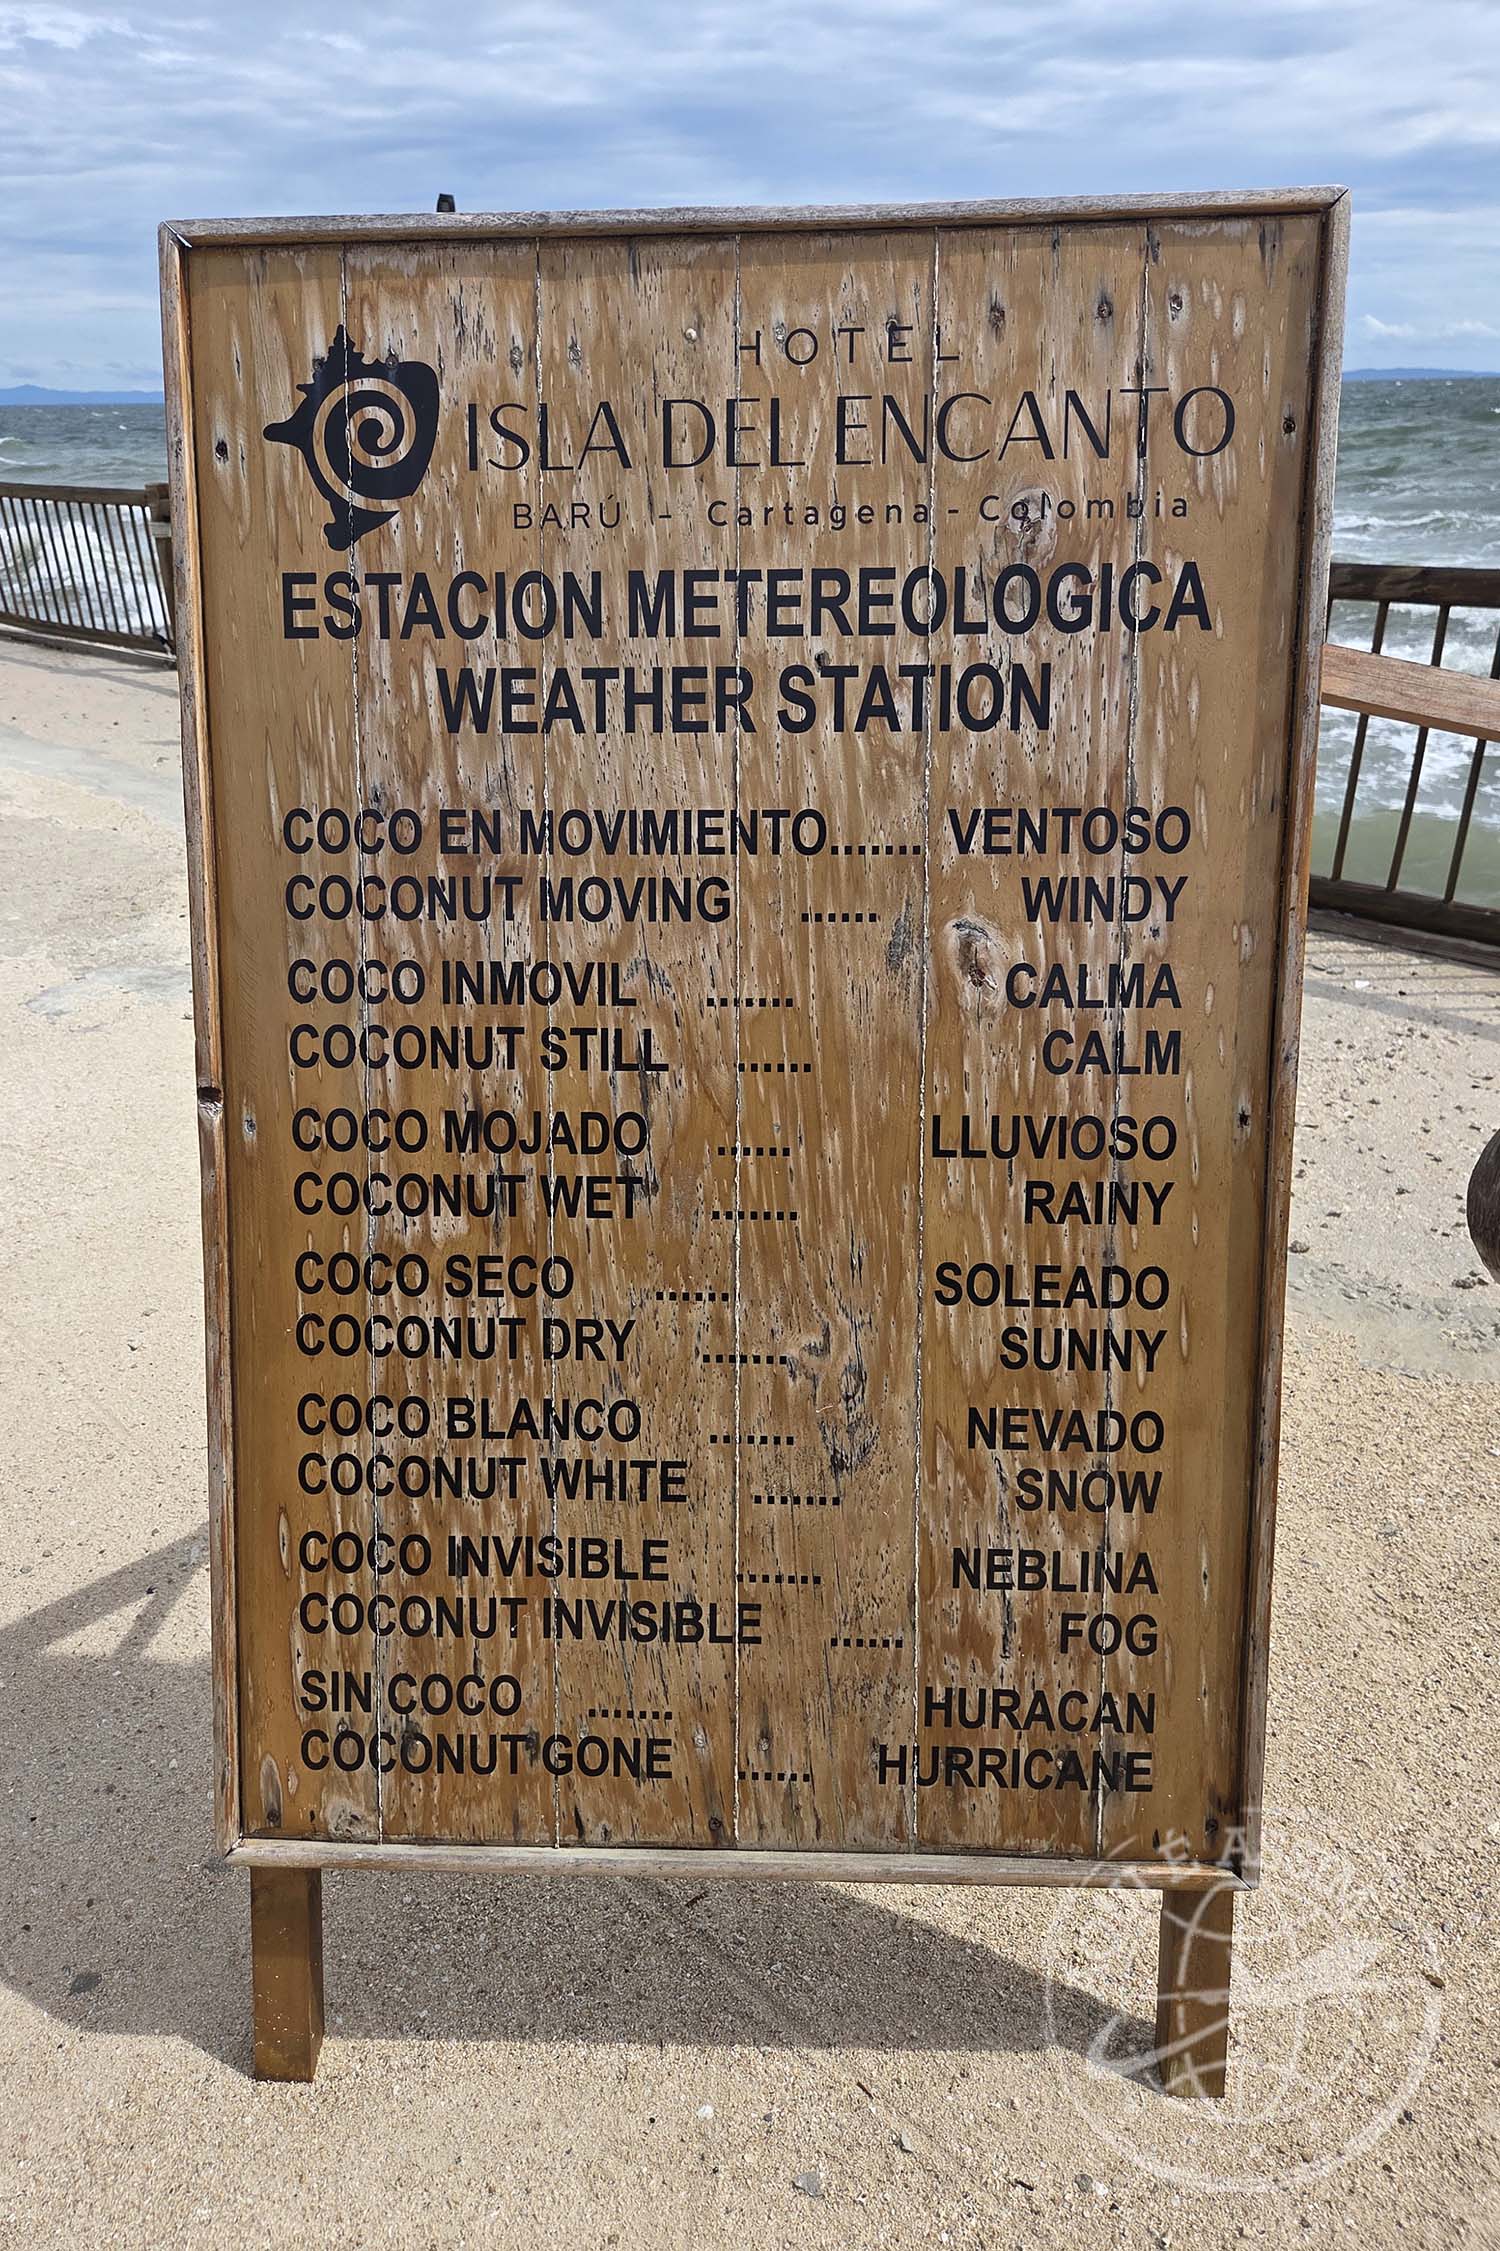 HOTEL
ISLA DEL ENCANTO
BARÚ - Cartagena - Colombia
ESTACION METEREOLOGICA
WEATHER STATION
COCO EN MOVIMIENTO....... VENTOSO
COCONUT MOVING ...... WINDY
COCO INMOVIL ....... CALMA
COCONUT STILL ...... CALM
COCO MOJADO ...... LLUVIOSO
COCONUT WET ....... RAINY
COCO SECO ...... SOLEADO
COCONUT DRY ....... SUNNY
COCO BLANCO ....... NEVADO
COCONUT WHITE ....... SNOW
COCO INVISIBLE ....... NEBLINA
COCONUT INVISIBLE ...... FOG
SIN COCO ....... HURACAN
COCONUT GONE ...... HURRICANE